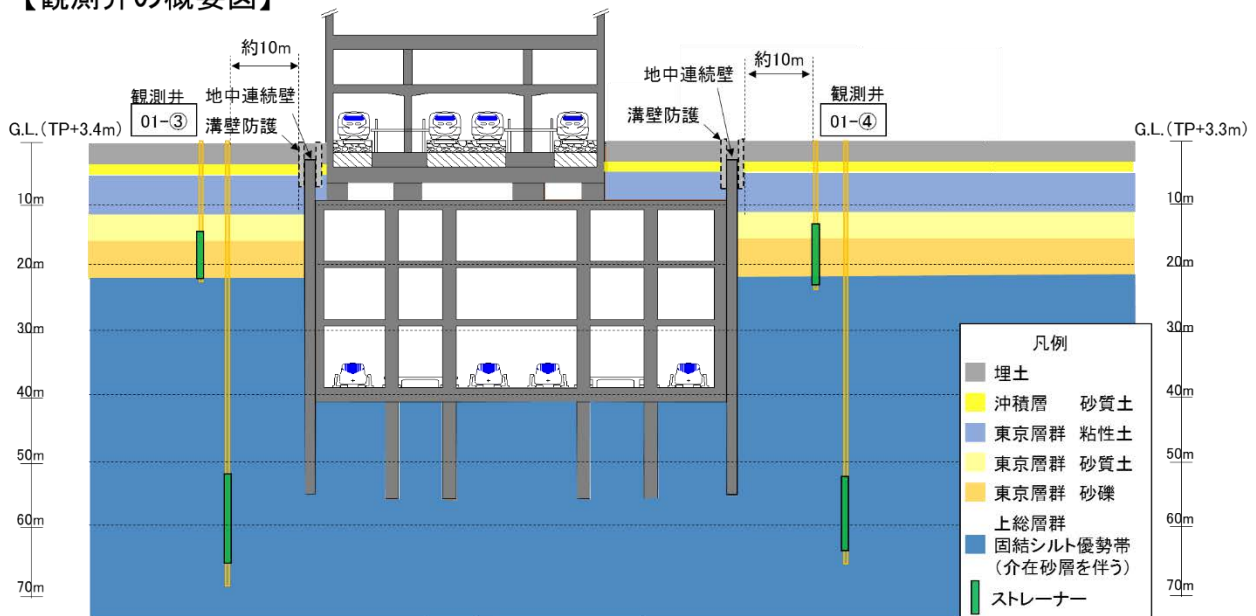 【観測井の概要図】
約10m
観測井
01-③
地中連続壁
溝壁防護
G.L.(TP+3.4m)
10m
20m
30m
40m
50m
60m
70m
約10m
地中連続壁
溝壁防護
観測井
01-④
G.L.(TP+3.3m)
10m
20m
30m
40m
50m
60m
70m
凡例
埋土
沖積層 砂質土
東京層群 粘性土
東京層群 砂質土
東京層群 砂礫
上総層群
固結シルト優勢帯
(介在砂層を伴う)
ストレーナー